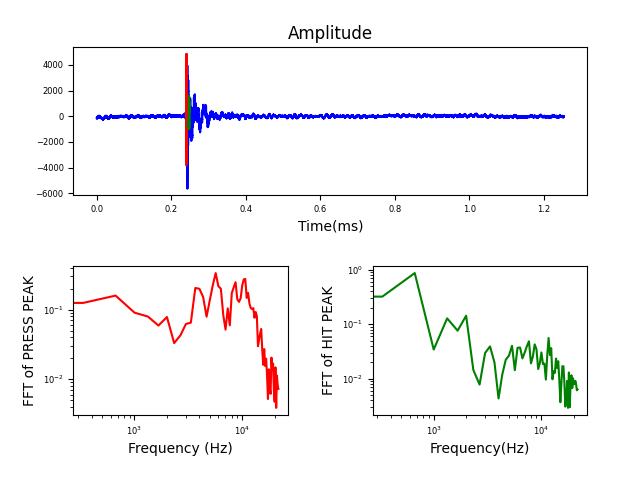 Amplitude
4000
2000
0
−2000
−4000
−6000
0.0 0.2 0.4 0.6 0.8 1.0 1.2
Time(ms)
FFT of PRESS PEAK
10⁻¹
10⁻²
10³ 10⁴
Frequency (Hz)
FFT of HIT PEAK
10⁰
10⁻¹
10⁻²
10³ 10⁴
Frequency(Hz)